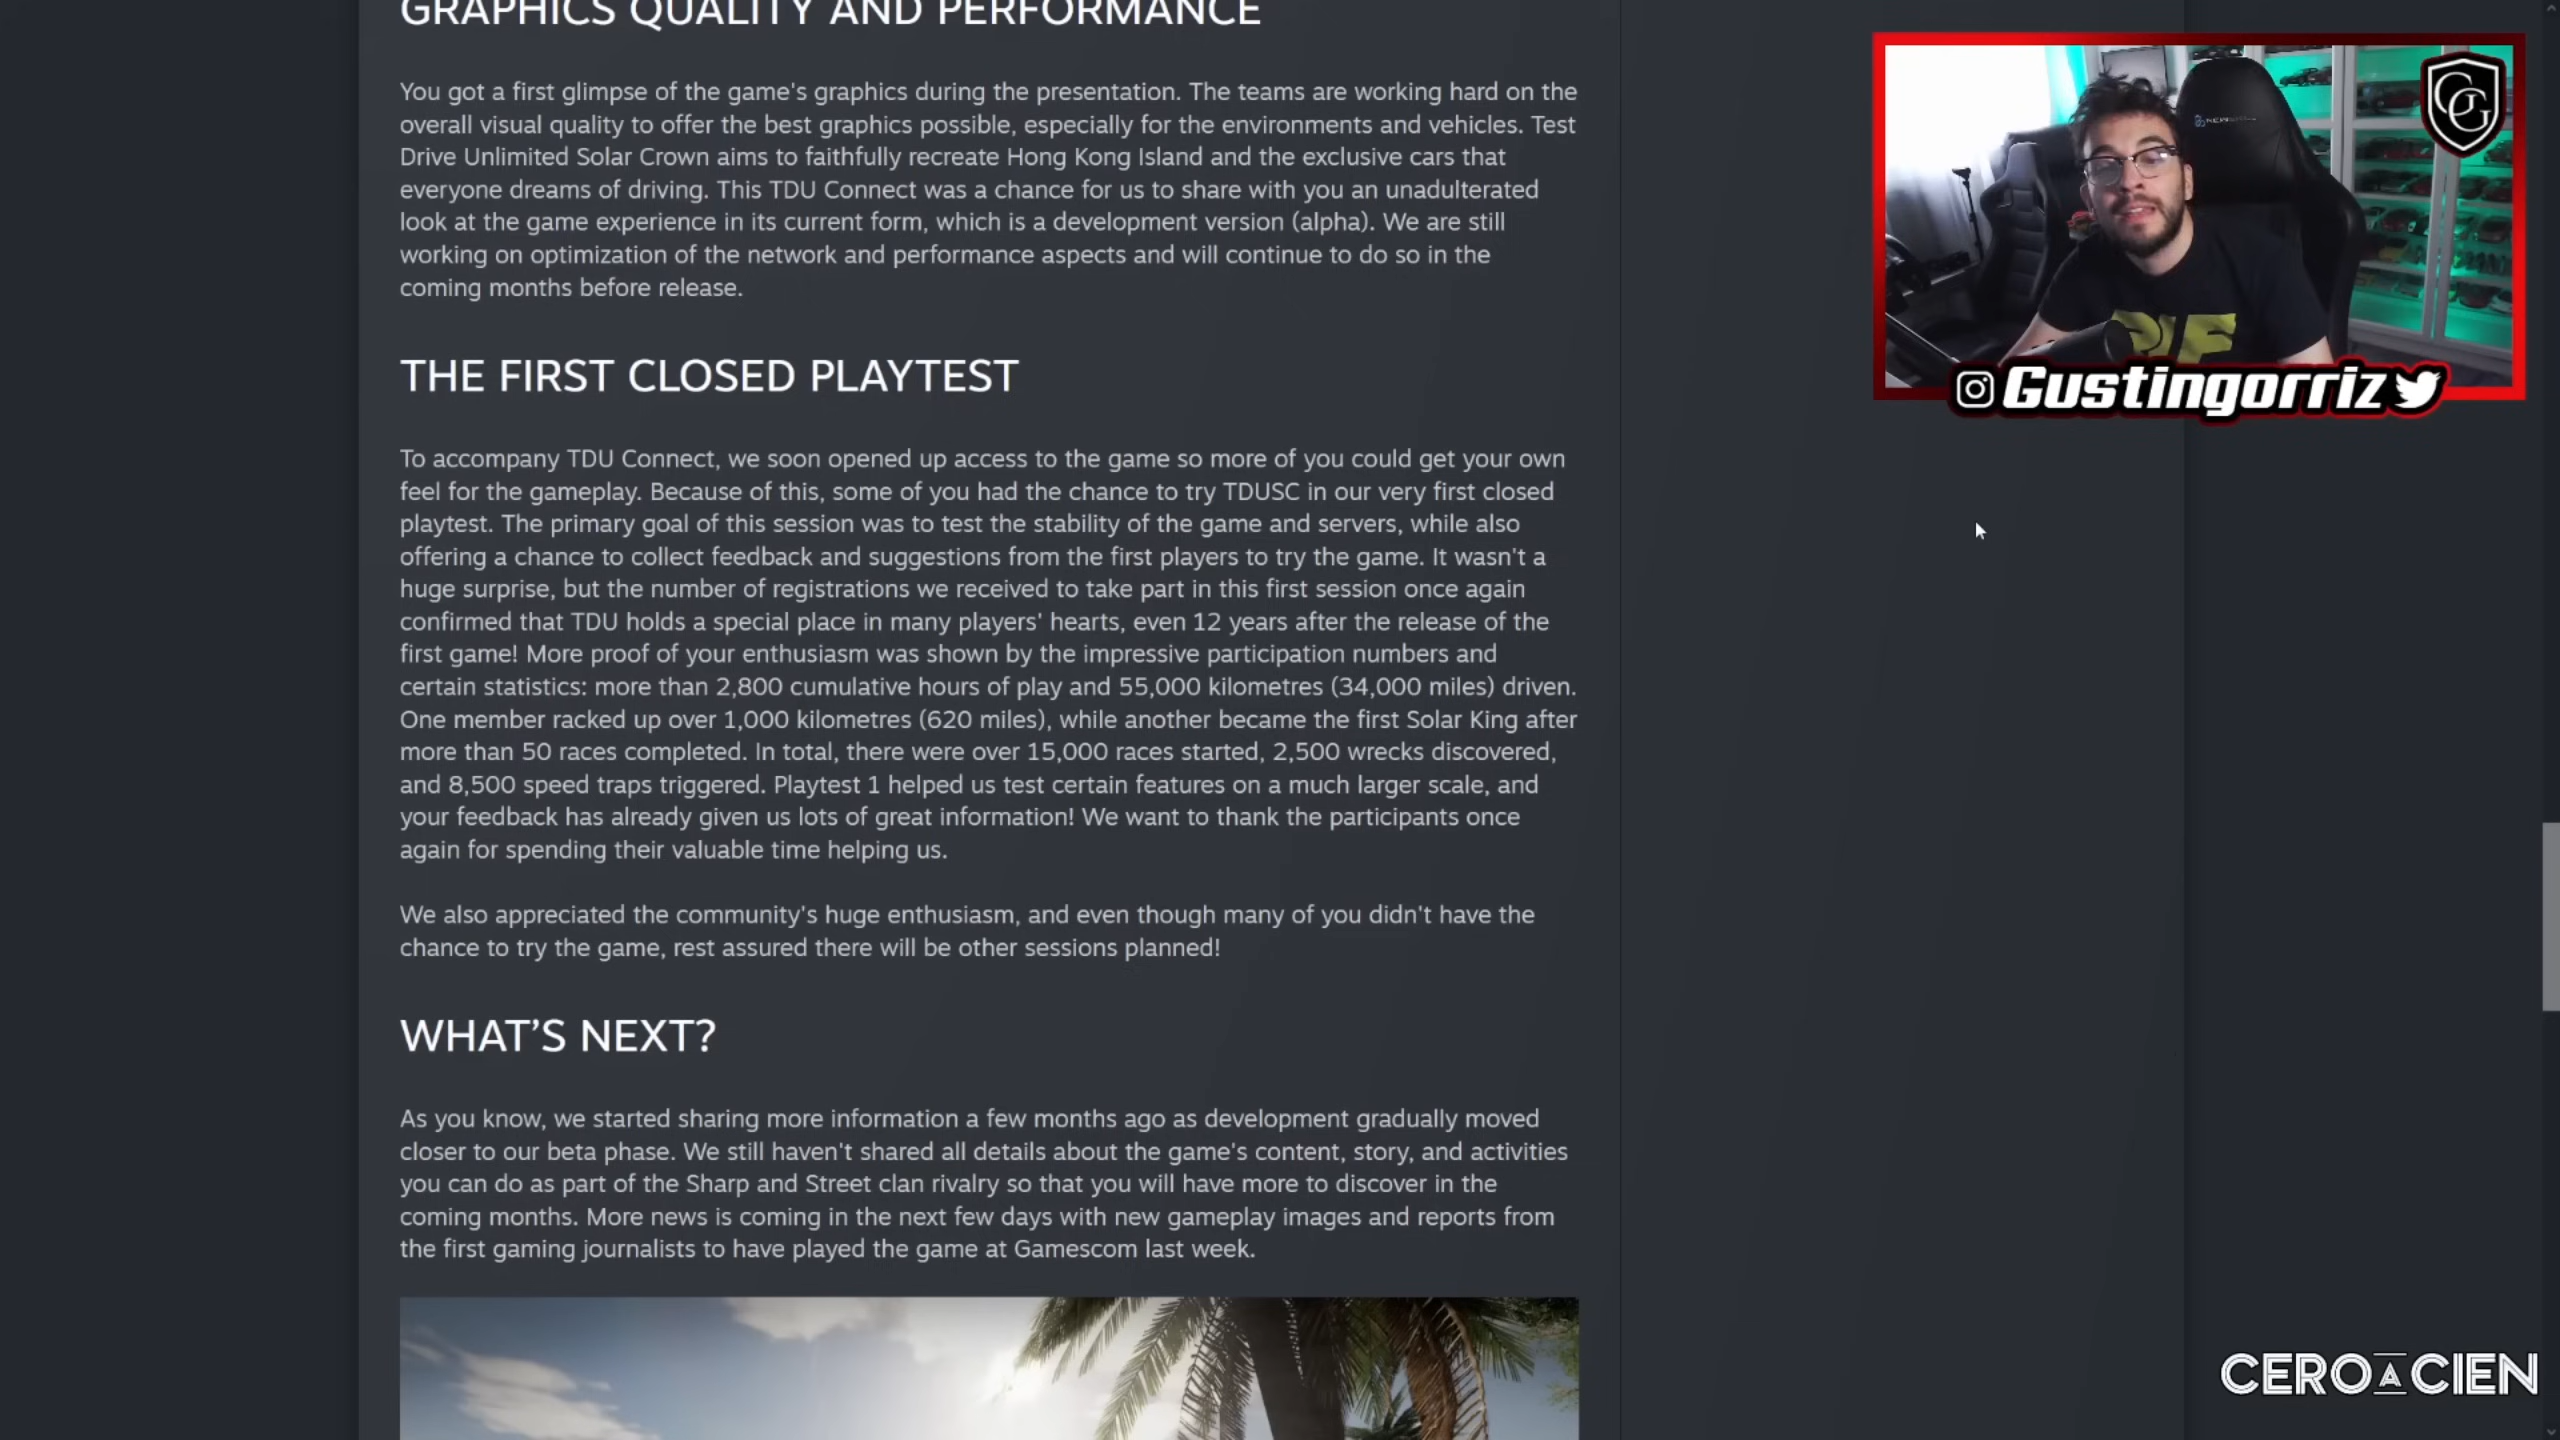 GRAPHICS QUALITY AND PERFORMANCE
You got a first glimpse of the game's graphics during the presentation. The teams are working hard on the
overall visual quality to offer the best graphics possible, especially for the environments and vehicles. Test
Drive Unlimited Solar Crown aims to faithfully recreate Hong Kong Island and the exclusive cars that
everyone dreams of driving. This TDU Connect was a chance for us to share with you an unadulterated
look at the game experience in its current form, which is a development version (alpha). We are still
working on optimization of the network and performance aspects and will continue to do so in the
coming months before release.
THE FIRST CLOSED PLAYTEST
To accompany TDU Connect, we soon opened up access to the game so more of you could get your own
feel for the gameplay. Because of this, some of you had the chance to try TDUSC in our very first closed
playtest. The primary goal of this session was to test the stability of the game and servers, while also
offering a chance to collect feedback and suggestions from the first players to try the game. It wasn't a
huge surprise, but the number of registrations we received to take part in this first session once again
confirmed that TDU holds a special place in many players' hearts, even 12 years after the release of the
first game! More proof of your enthusiasm was shown by the impressive participation numbers and
certain statistics: more than 2,800 cumulative hours of play and 55,000 kilometres (34,000 miles) driven.
One member racked up over 1,000 kilometres (620 miles), while another became the first Solar King after
more than 50 races completed. In total, there were over 15,000 races started, 2,500 wrecks discovered,
and 8,500 speed traps triggered. Playtest 1 helped us test certain features on a much larger scale, and
your feedback has already given us lots of great information! We want to thank the participants once
again for spending their valuable time helping us.
We also appreciated the community's huge enthusiasm, and even though many of you didn't have the
chance to try the game, rest assured there will be other sessions planned!
WHAT’S NEXT?
As you know, we started sharing more information a few months ago as development gradually moved
closer to our beta phase. We still haven't shared all details about the game's content, story, and activities
you can do as part of the Sharp and Street clan rivalry so that you will have more to discover in the
coming months. More news is coming in the next few days with new gameplay images and reports from
the first gaming journalists to have played the game at Gamescom last week.
GG
Gustingorriz
CERO A CIEN